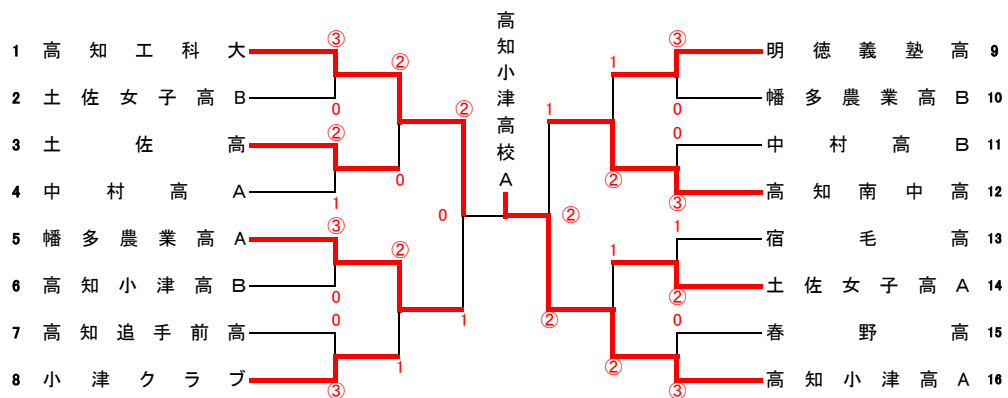 高知小津高校A
1 高知工科大 ③
2 土佐女子高B 0
②
3 土佐高 ②
4 中村高A 1
0
②
5 幡多農業高A ③
6 高知小津高B 0
②
7 高知追手前高 0
8 小津クラブ ③
1
1
0
②
③ 明徳義塾高 9
0 幡多農業高B 10
1
0 中村高B 11
③ 高知南中高 12
②
1
1 宿毛高 13
② 土佐女子高A 14
1
0 春野高 15
③ 高知小津高A 16
②
②